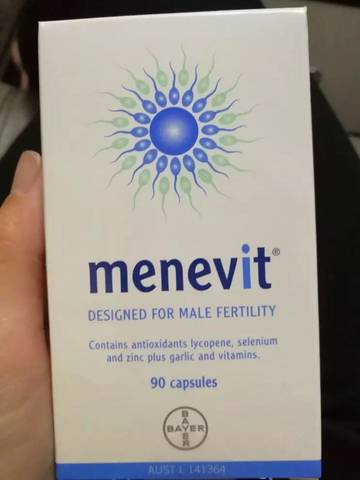 menevit®
DESIGNED FOR MALE FERTILITY
Contains antioxidants lycopene, selenium
and zinc plus garlic and vitamins.
90 capsules
BAYER
BAYER
AUST L 141364